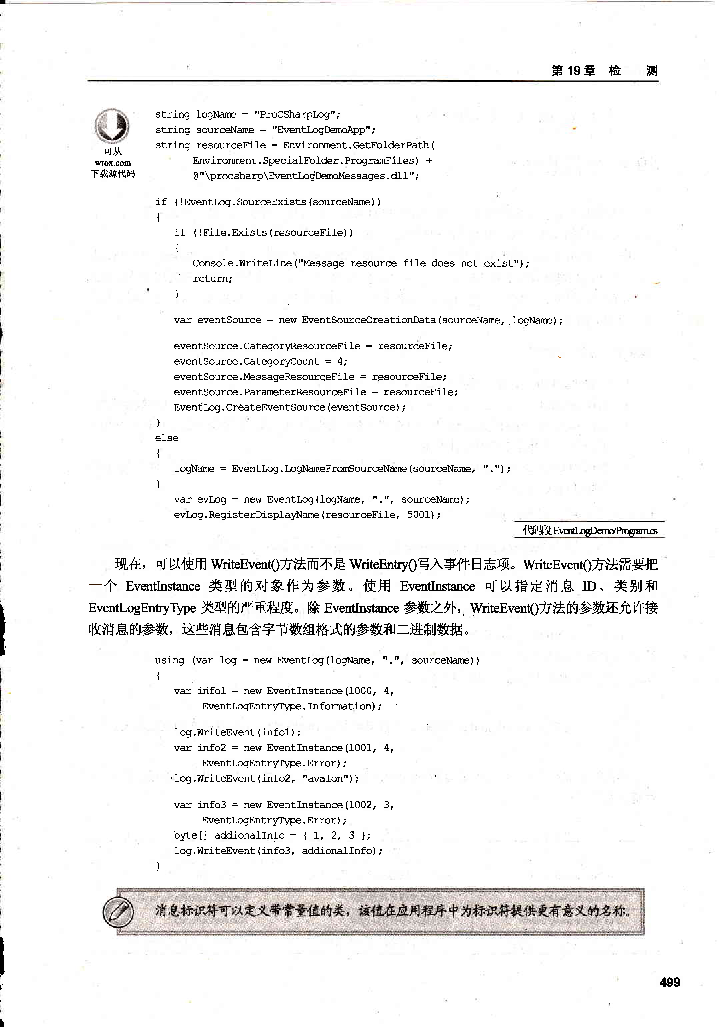 第 19 章 检 测
可从
wrox.com
下载源代码
string logName = "ProCSharpLog";
string sourceName = "EventLogDemoApp";
string resourceFile = Environment.GetFolderPath(
Environment.SpecialFolder.ProgramFiles) +
@"\procsharp\EventLogDemoMessages.dll";
if (!EventLog.SourceExists(sourceName))
{
if (!File.Exists(resourceFile))
{
Console.WriteLine("Message resource file does not exist");
return;
}
var eventSource = new EventSourceCreationData(sourceName, logName);
eventSource.CategoryResourceFile = resourceFile;
eventSource.CategoryCount = 4;
eventSource.MessageResourceFile = resourceFile;
eventSource.ParameterResourceFile = resourceFile;
EventLog.CreateEventSource(eventSource);
}
else
{
logName = EventLog.LogNameFromSourceName(sourceName, ".");
}
var evLog = new EventLog(logName, ".", sourceName);
evLog.RegisterDisplayName(resourceFile, 5001);
代码段 EventLogDemo/Program.cs
现在，可以使用 WriteEvent()方法而不是 WriteEntry()写入事件日志项。WriteEvent()方法需要把
一个 EventInstance 类型的对象作为参数。使用 EventInstance 可以指定消息 ID、类别和
EventLogEntryType 类型的严重程度。除 EventInstance 参数之外，WriteEvent()方法的参数还允许接
收消息的参数，这些消息包含字节数组格式的参数和二进制数据。
using (var log = new EventLog(logName, ".", sourceName))
{
var info1 = new EventInstance(1000, 4,
EventLogEntryType.Information);
log.WriteEvent(info1);
var info2 = new EventInstance(1001, 4,
EventLogEntryType.Error);
log.WriteEvent(info2, "avalon");
var info3 = new EventInstance(1002, 3,
EventLogEntryType.Error);
byte[] addionalInfo = { 1, 2, 3 };
log.WriteEvent(info3, addionalInfo);
}
消息标识符可以定义带常量值的类，该值在应用程序中为标识符提供更有意义的名称。
499